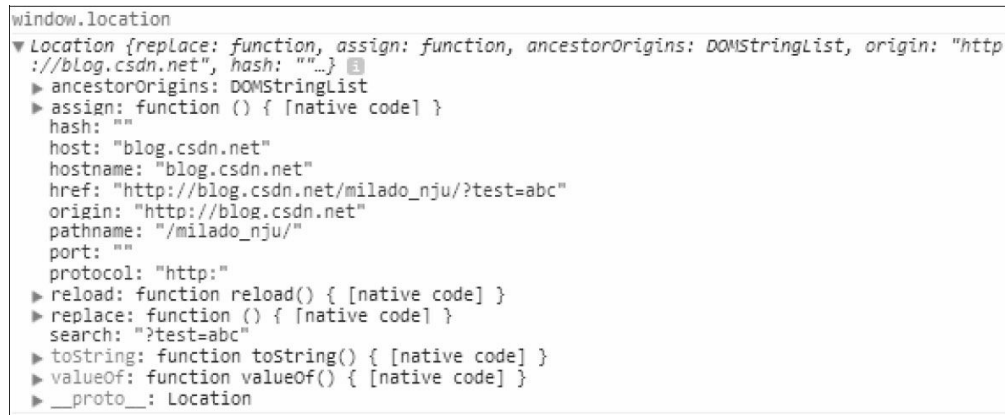 window.location
▼ Location {replace: function, assign: function, ancestorOrigins: DOMStringList, origin: "http
://blog.csdn.net", hash: ""…} i
▶ ancestorOrigins: DOMStringList
▶ assign: function () { [native code] }
hash: ""
host: "blog.csdn.net"
hostname: "blog.csdn.net"
href: "http://blog.csdn.net/milado_nju/?test=abc"
origin: "http://blog.csdn.net"
pathname: "/milado_nju/"
port: ""
protocol: "http:"
▶ reload: function reload() { [native code] }
▶ replace: function () { [native code] }
search: "?test=abc"
▶ toString: function toString() { [native code] }
▶ valueOf: function valueOf() { [native code] }
▶ __proto__: Location